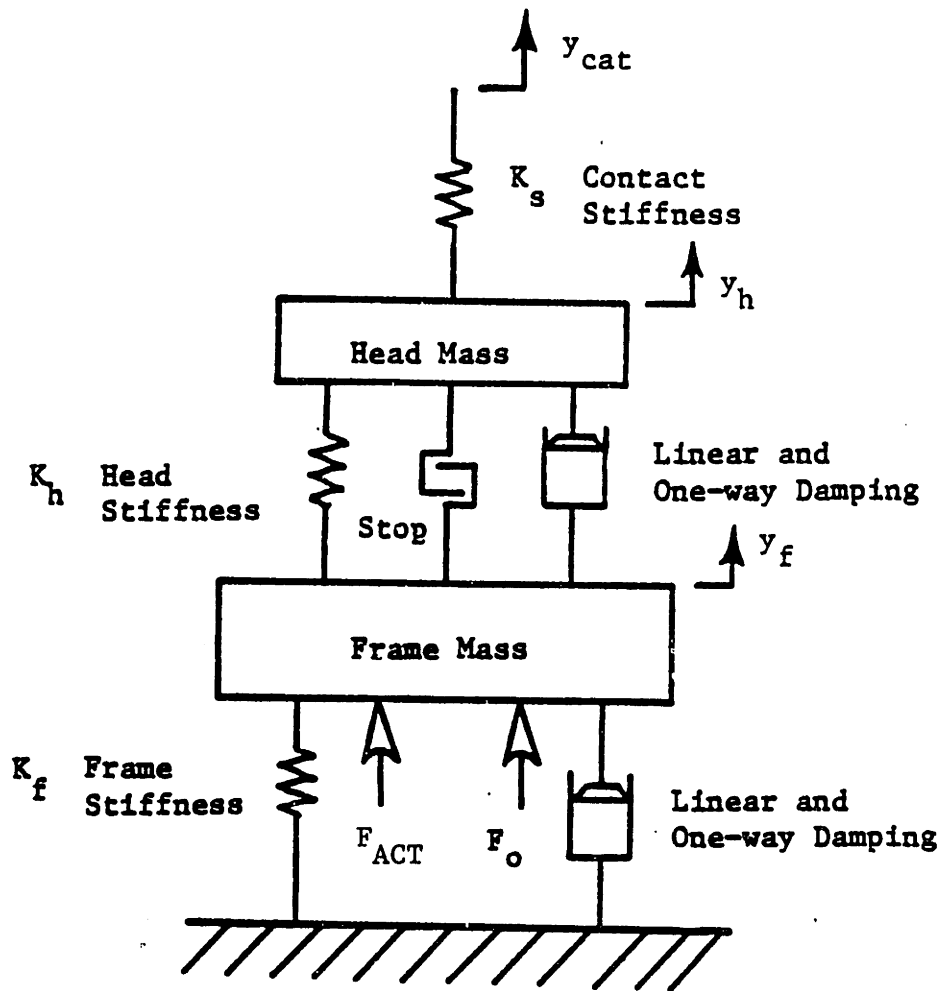 y_cat
K_s Contact
Stiffness
y_h
Head Mass
K_h Head
Stiffness
Stop
Linear and
One-way Damping
y_f
Frame Mass
K_f Frame
Stiffness
F_ACT
F_o
Linear and
One-way Damping